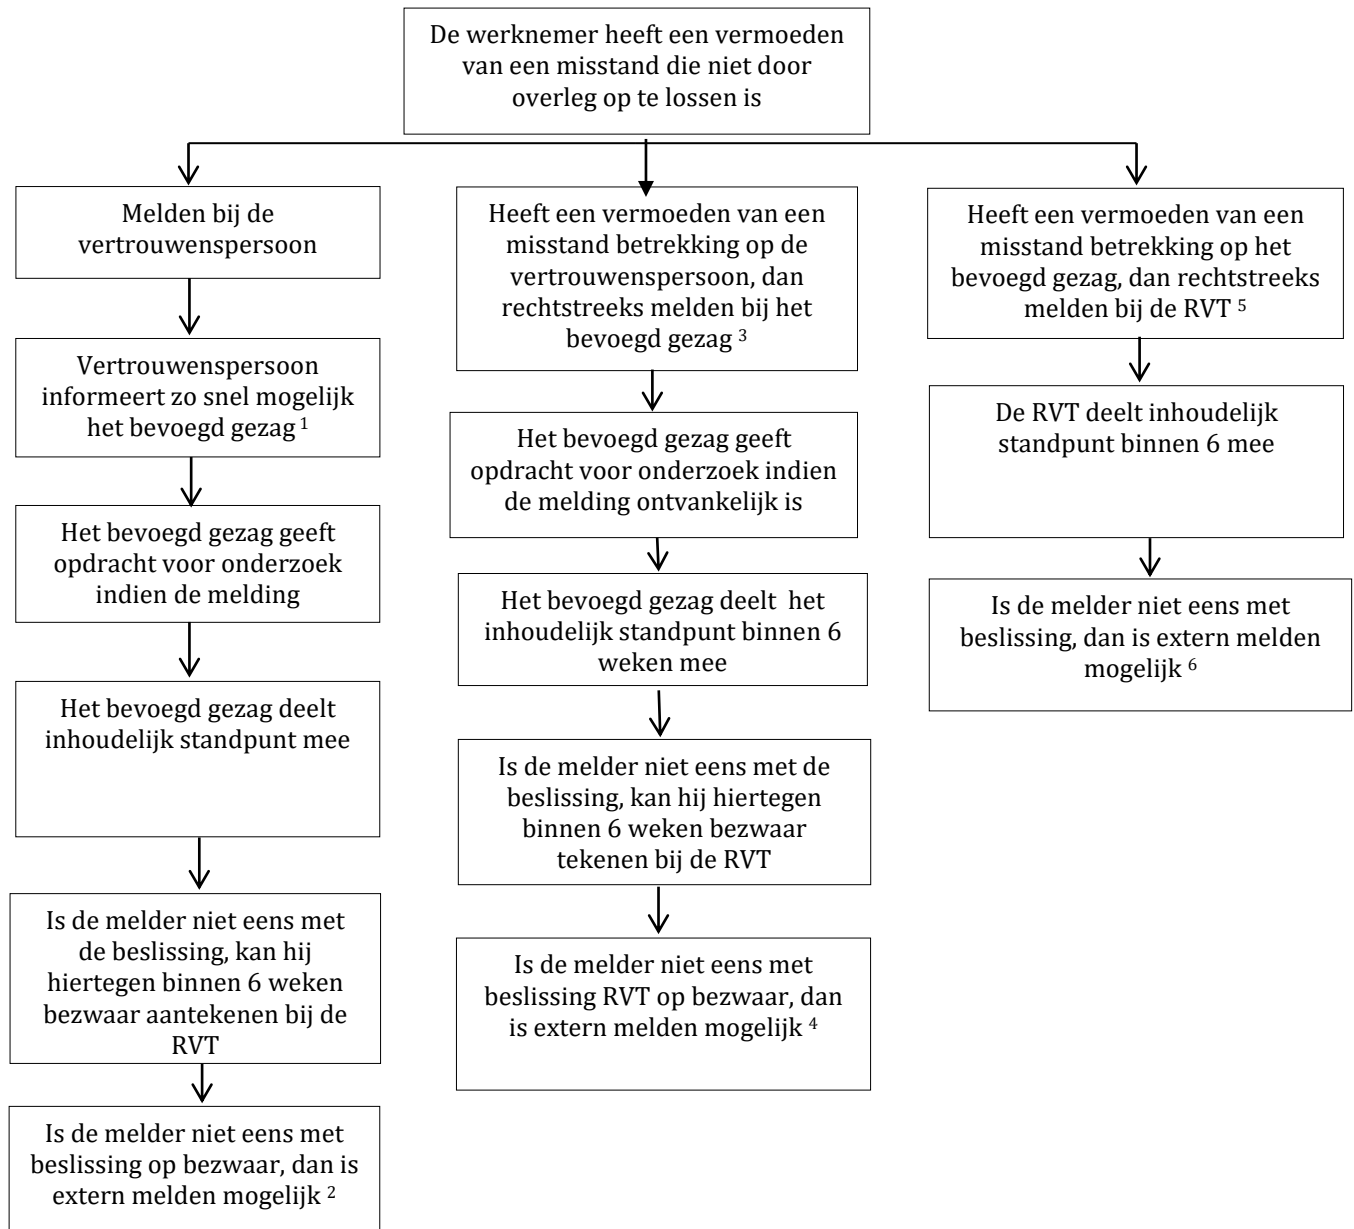 De werknemer heeft een vermoeden
van een misstand die niet door
overleg op te lossen is
Melden bij de
vertrouwenspersoon
Vertrouwenspersoon
informeert zo snel mogelijk
het bevoegd gezag 1
Het bevoegd gezag geeft
opdracht voor onderzoek
indien de melding
Het bevoegd gezag deelt
inhoudelijk standpunt mee
Is de melder niet eens met
de beslissing, kan hij
hiertegen binnen 6 weken
bezwaar aantekenen bij de
RVT
Is de melder niet eens met
beslissing op bezwaar, dan is
extern melden mogelijk 2
Heeft een vermoeden van een
misstand betrekking op de
vertrouwenspersoon, dan
rechtstreeks melden bij het
bevoegd gezag 3
Het bevoegd gezag geeft
opdracht voor onderzoek indien
de melding ontvankelijk is
Het bevoegd gezag deelt  het
inhoudelijk standpunt binnen 6
weken mee
Is de melder niet eens met de
beslissing, kan hij hiertegen
binnen 6 weken bezwaar
tekenen bij de RVT
Is de melder niet eens met
beslissing RVT op bezwaar, dan
is extern melden mogelijk 4
Heeft een vermoeden van een
misstand betrekking op het
bevoegd gezag, dan rechtstreeks
melden bij de RVT 5
De RVT deelt inhoudelijk
standpunt binnen 6 mee
Is de melder niet eens met
beslissing, dan is extern melden
mogelijk 6